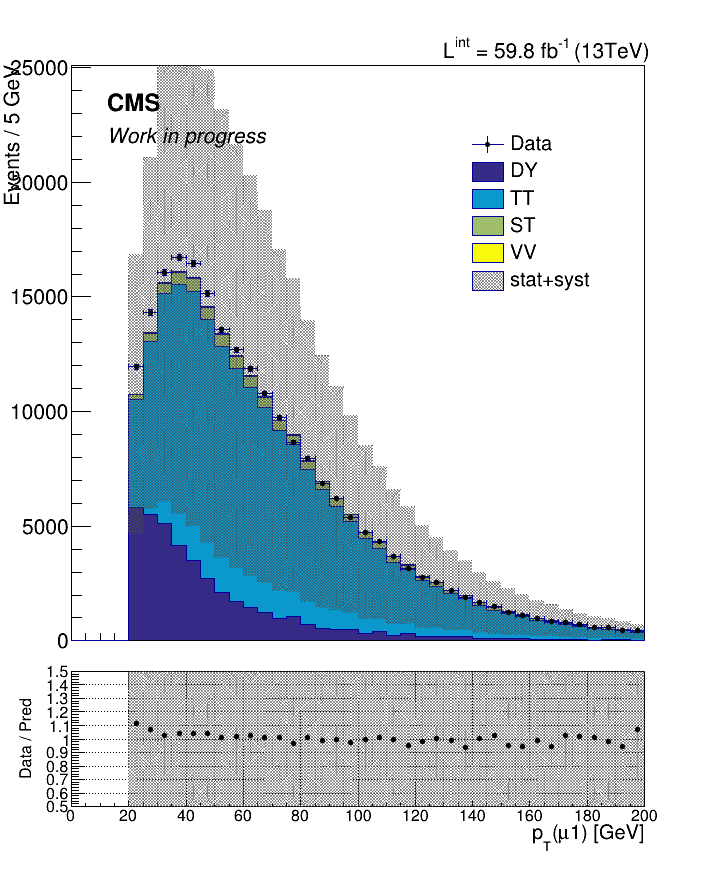 L^int = 59.8 fb^-1 (13TeV)
Events / 5 GeV
25000
20000
15000
10000
5000
0
CMS
Work in progress
Data
DY
TT
ST
VV
stat+syst
Data / Pred
1.5
1.4
1.3
1.2
1.1
1
0.9
0.8
0.7
0.6
0.5
0 20 40 60 80 100 120 140 160 180 200
p_T(μ1) [GeV]